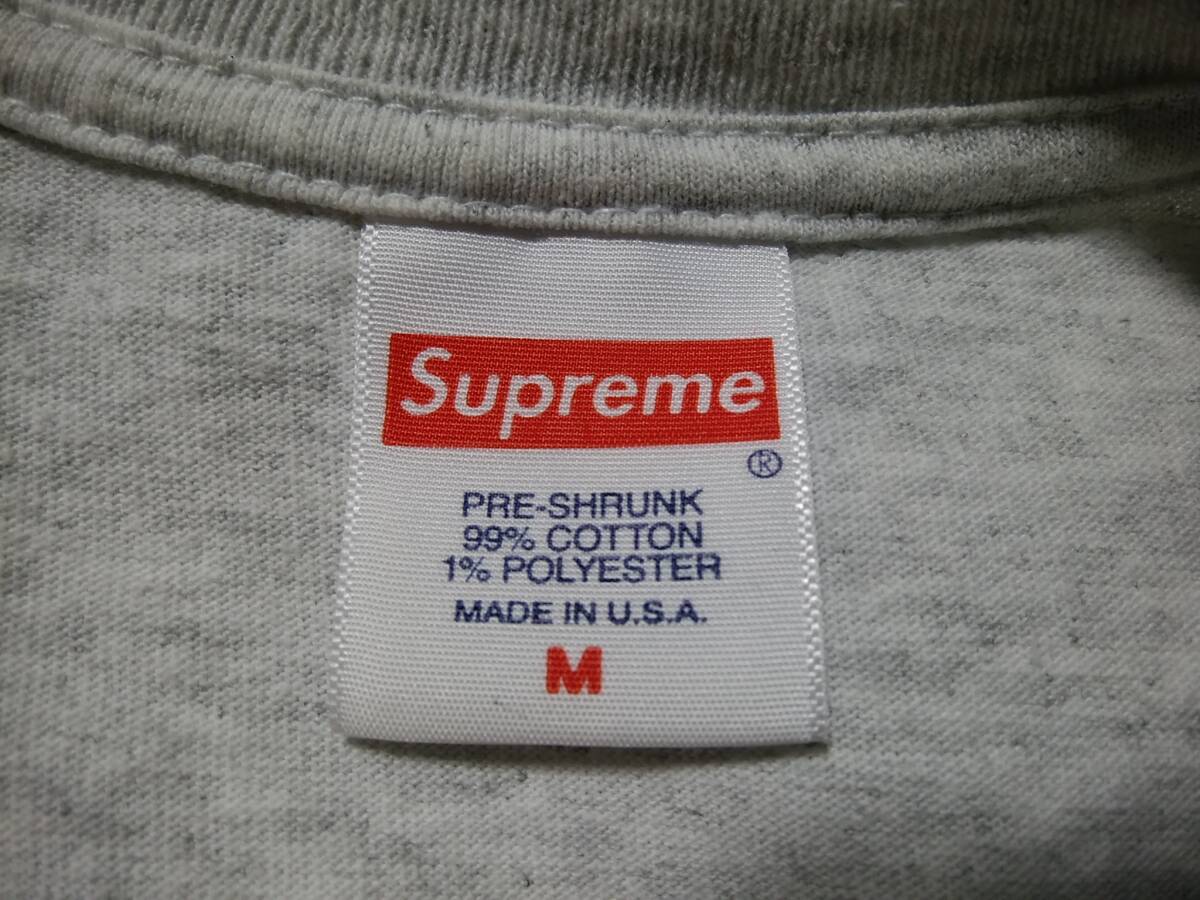 Supreme
®
PRE-SHRUNK
99% COTTON
1% POLYESTER
MADE IN U.S.A.
M